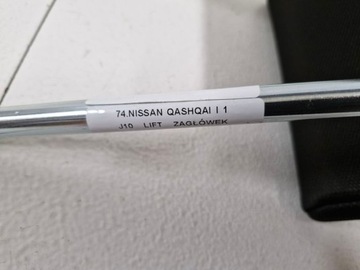 74.NISSAN QASHQAI I 1
J10 LIFT ZAGŁÓWEK